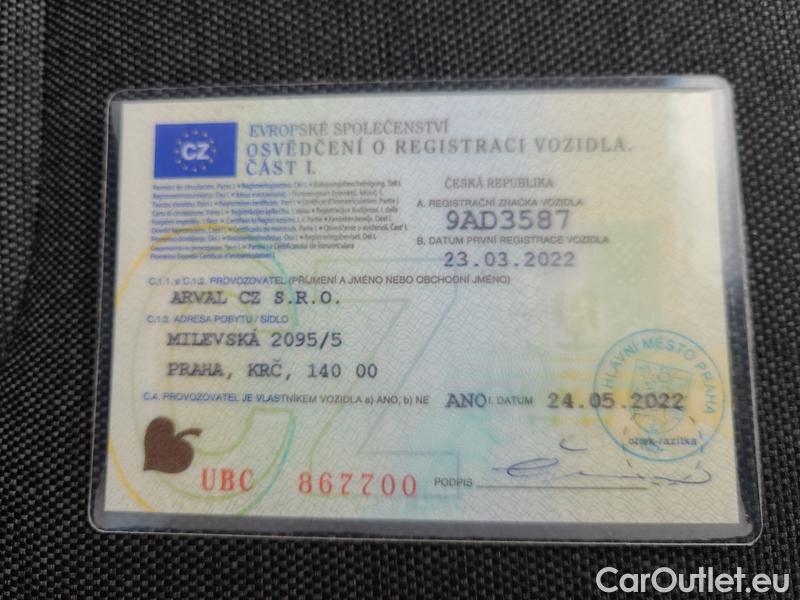 CZ
EVROPSKÉ SPOLEČENSTVÍ
OSVĚDČENÍ O REGISTRACI VOZIDLA.
ČÁST I.
ČESKÁ REPUBLIKA
A. REGISTRAČNÍ ZNAČKA VOZIDLA
9AD3587
B. DATUM PRVNÍ REGISTRACE VOZIDLA
23.03.2022
C.1.1. a C.1.2. PROVOZOVATEL (PŘÍJMENÍ A JMÉNO NEBO OBCHODNÍ JMÉNO)
ARVAL CZ S.R.O.
C.1.3. ADRESA POBYTU / SÍDLO
MILEVSKÁ 2095/5
PRAHA, KRČ, 140 00
C.4. PROVOZOVATEL JE VLASTNÍKEM VOZIDLA a) ANO, b) NE ANO I. DATUM 24.05.2022
HLAVNÍ MĚSTO PRAHA
otisk razítka
UBC 867700
PODPIS
CarOutlet.eu